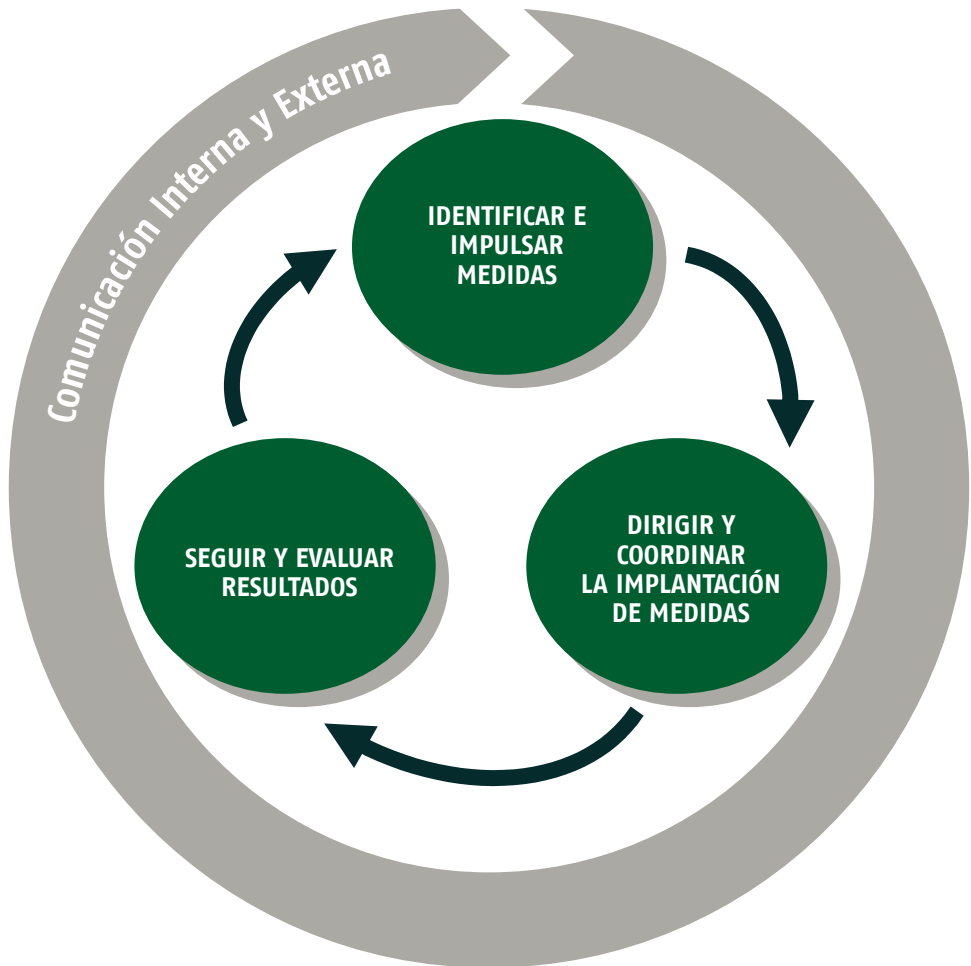 Comunicación Interna y Externa
IDENTIFICAR E
IMPULSAR
MEDIDAS
DIRIGIR Y
COORDINAR
LA IMPLANTACIÓN
DE MEDIDAS
SEGUIR Y EVALUAR
RESULTADOS